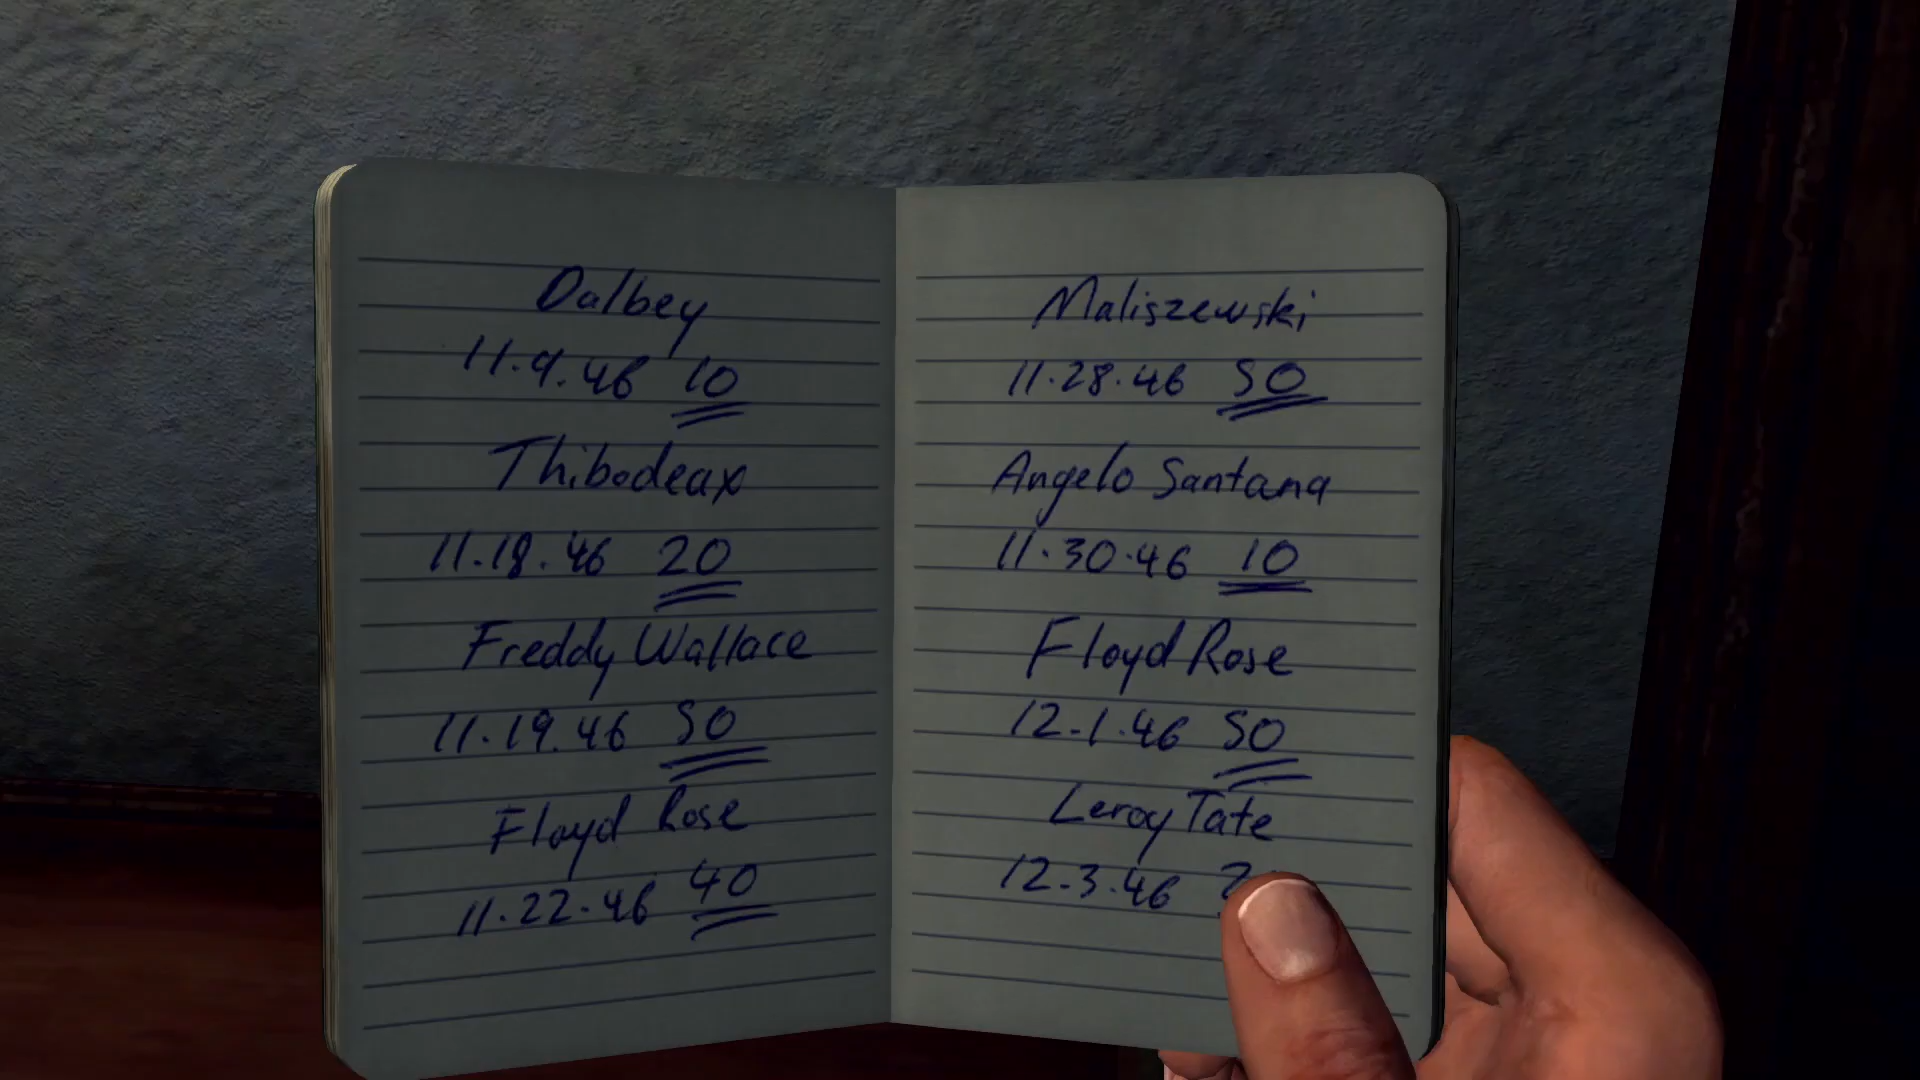 Dalbey
11.9.46 10
Thibodeax
11.18.46 20
Freddy Wallace
11.19.46 50
Floyd Rose
11.22.46 40
Maliszewski
11.28.46 50
Angelo Santana
11.30.46 10
Floyd Rose
12.1.46 50
Leroy Tate
12.3.46